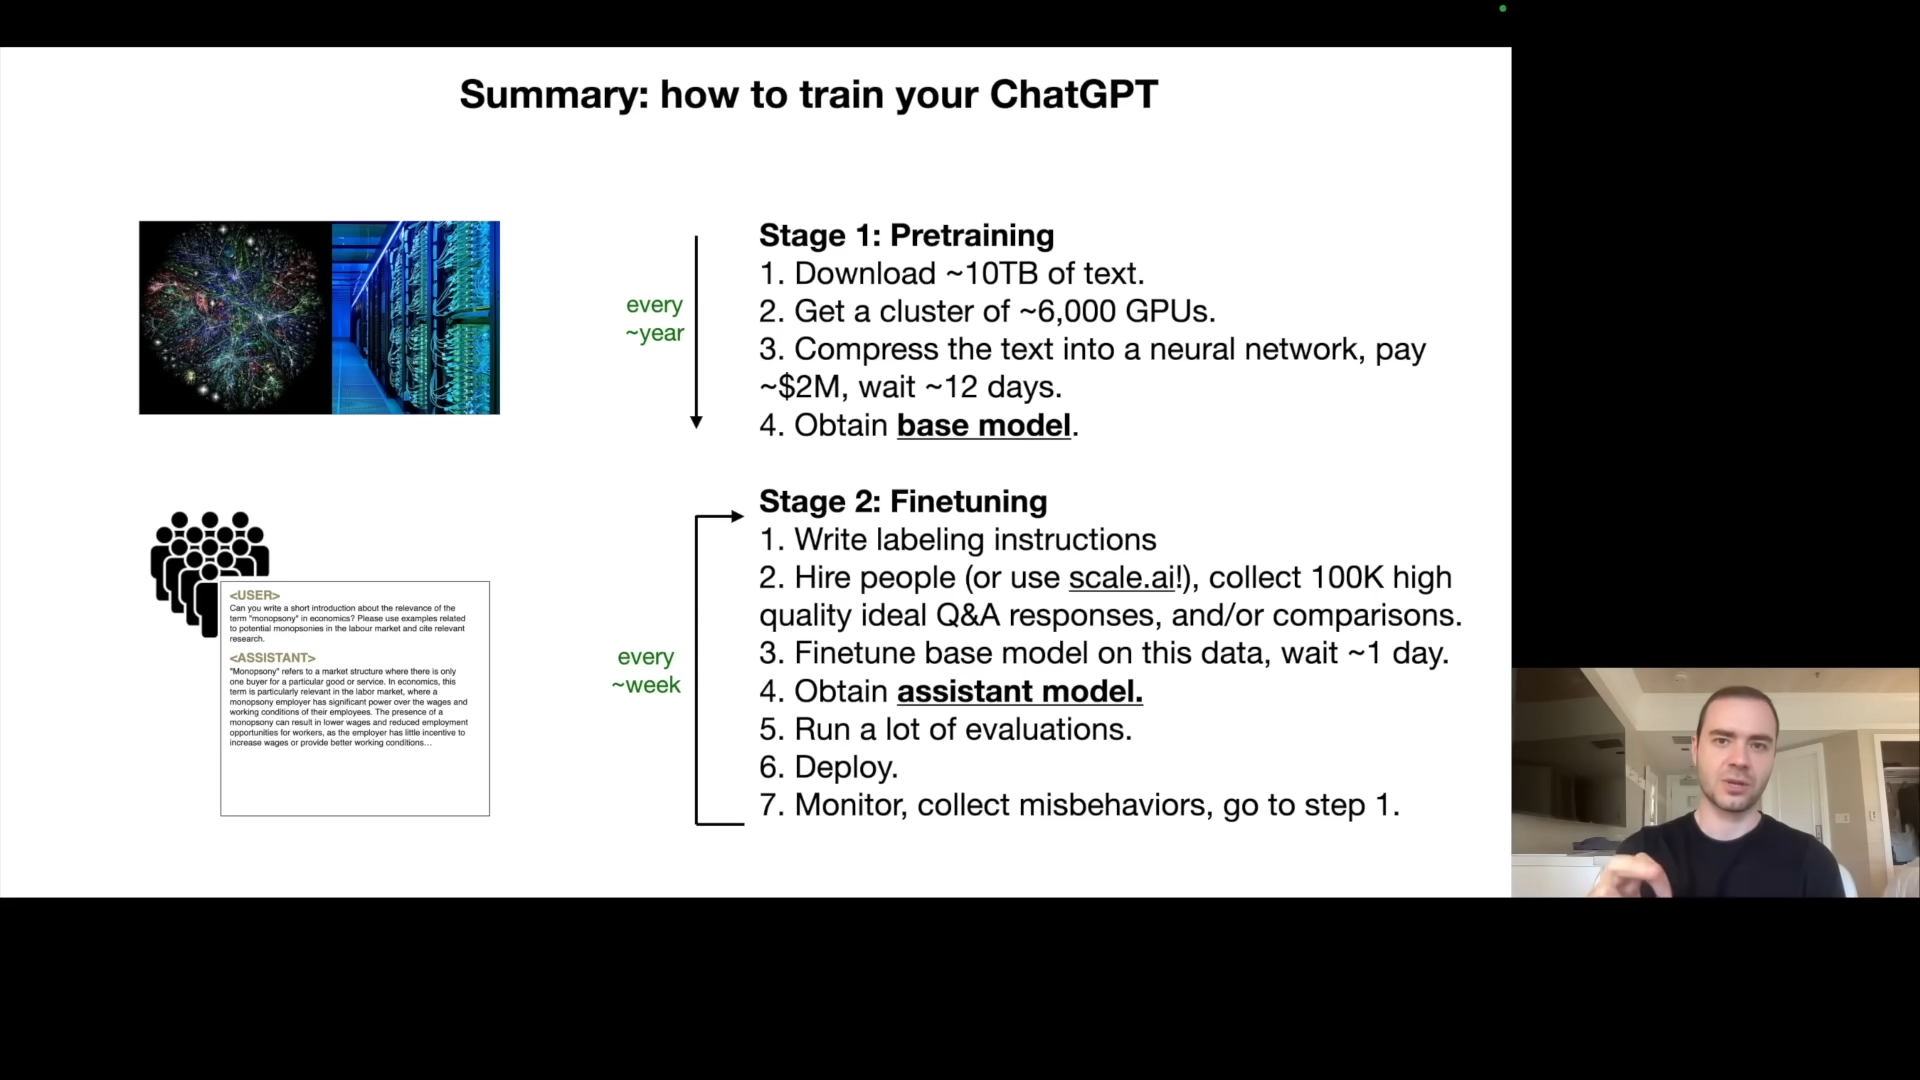 Summary: how to train your ChatGPT
every
~year
Stage 1: Pretraining
1. Download ~10TB of text.
2. Get a cluster of ~6,000 GPUs.
3. Compress the text into a neural network, pay
~$2M, wait ~12 days.
4. Obtain base model.
every
~week
Stage 2: Finetuning
1. Write labeling instructions
2. Hire people (or use scale.ai!), collect 100K high
quality ideal Q&A responses, and/or comparisons.
3. Finetune base model on this data, wait ~1 day.
4. Obtain assistant model.
5. Run a lot of evaluations.
6. Deploy.
7. Monitor, collect misbehaviors, go to step 1.
<USER>
Can you write a short introduction about the relevance of the
term "monopsony" in economics? Please use examples related
to potential monopsonies in the labour market and cite relevant
research.
<ASSISTANT>
"Monopsony" refers to a market structure where there is only
one buyer for a particular good or service. In economics, this
term is particularly relevant in the labor market, where a
monopsony employer has significant power over the wages and
working conditions of their employees. The presence of a
monopsony can result in lower wages and reduced employment
opportunities for workers, as the employer has little incentive to
increase wages or provide better working conditions...